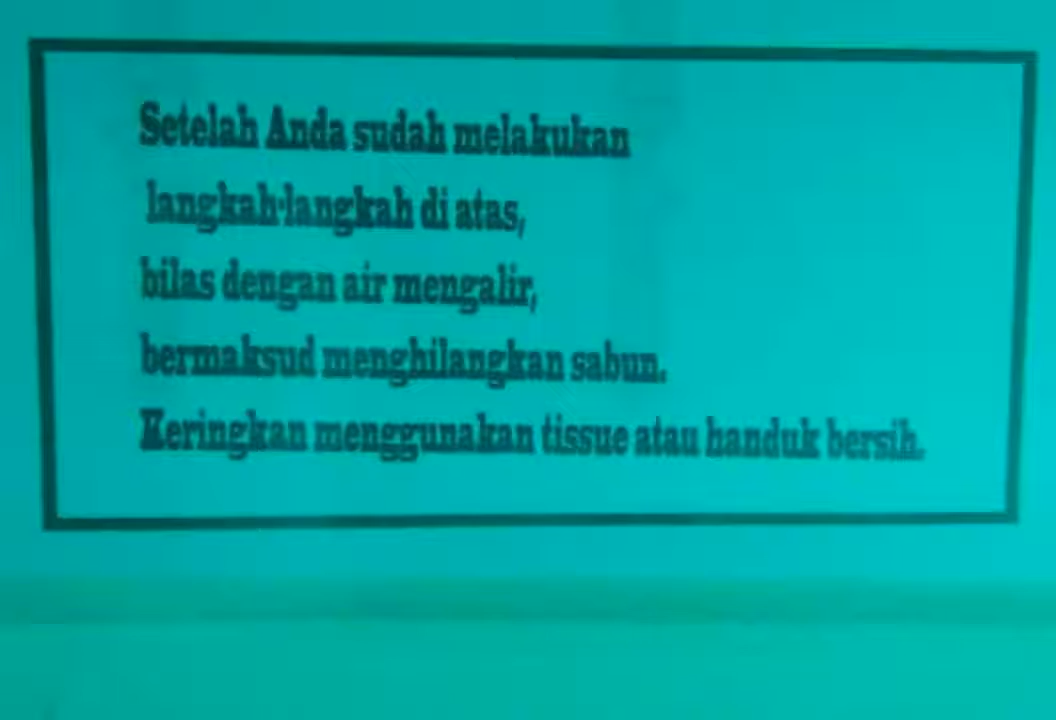 Setelah Anda sudah melakukan
langkah-langkah di atas,
bilas dengan air mengalir,
bermaksud menghilangkan sabun.
Keringkan menggunakan tissue atau handuk bersih.